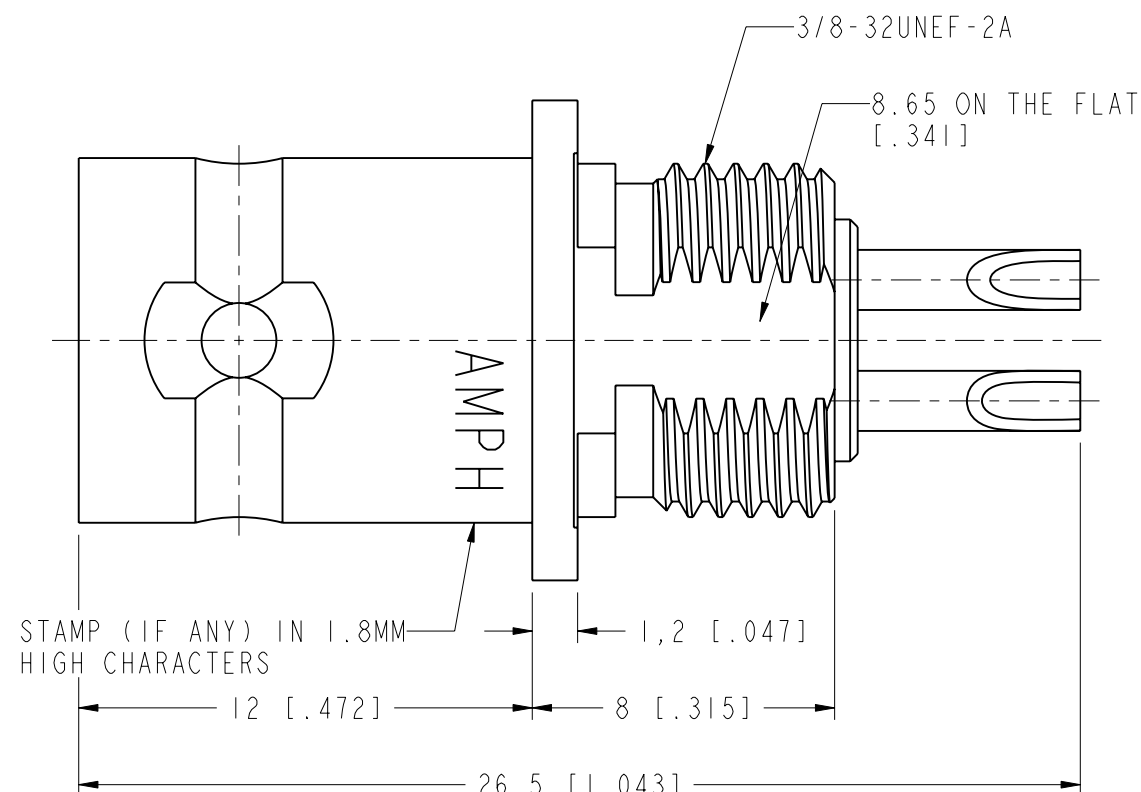 3/8-32UNEF-2A
8.65 ON THE FLAT
[.341]
AMPH
STAMP (IF ANY) IN 1.8MM
HIGH CHARACTERS
1,2 [.047]
12 [.472]
8 [.315]
26.5 [1.043]